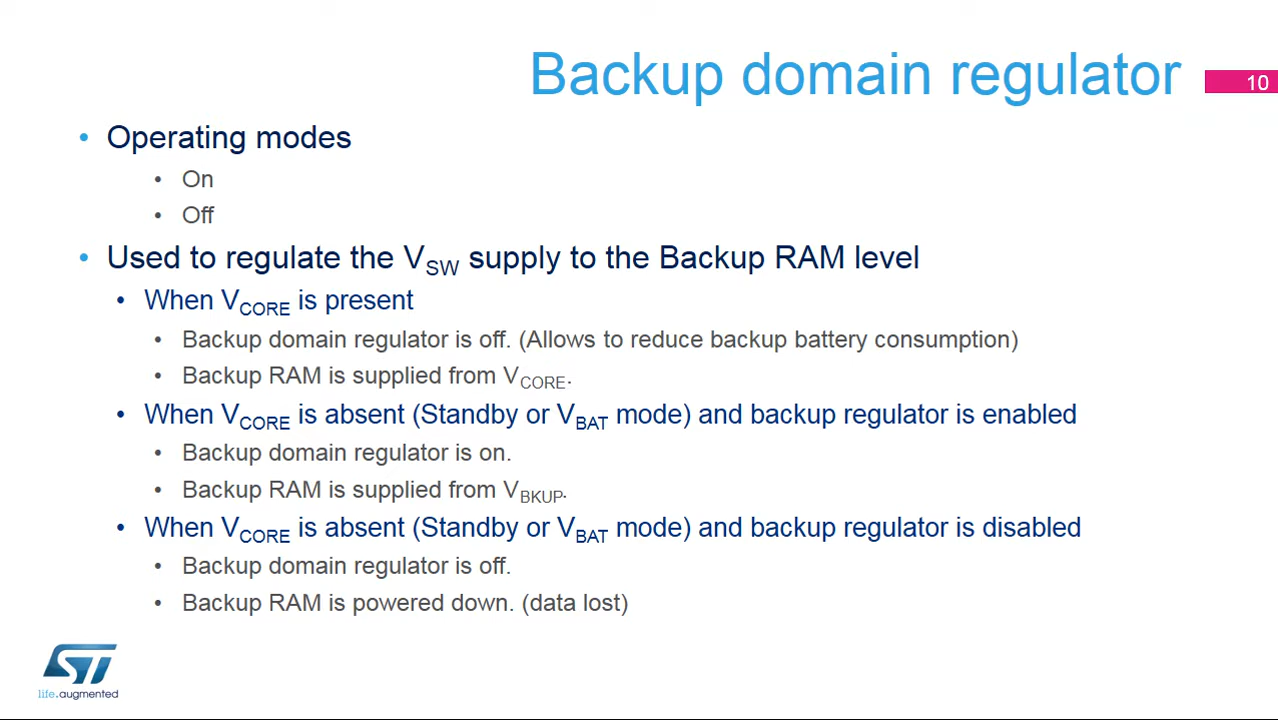 Backup domain regulator
10
• Operating modes
• On
• Off
• Used to regulate the VSW supply to the Backup RAM level
• When VCORE is present
• Backup domain regulator is off. (Allows to reduce backup battery consumption)
• Backup RAM is supplied from VCORE.
• When VCORE is absent (Standby or VBAT mode) and backup regulator is enabled
• Backup domain regulator is on.
• Backup RAM is supplied from VBKUP.
• When VCORE is absent (Standby or VBAT mode) and backup regulator is disabled
• Backup domain regulator is off.
• Backup RAM is powered down. (data lost)
ST
life.augmented